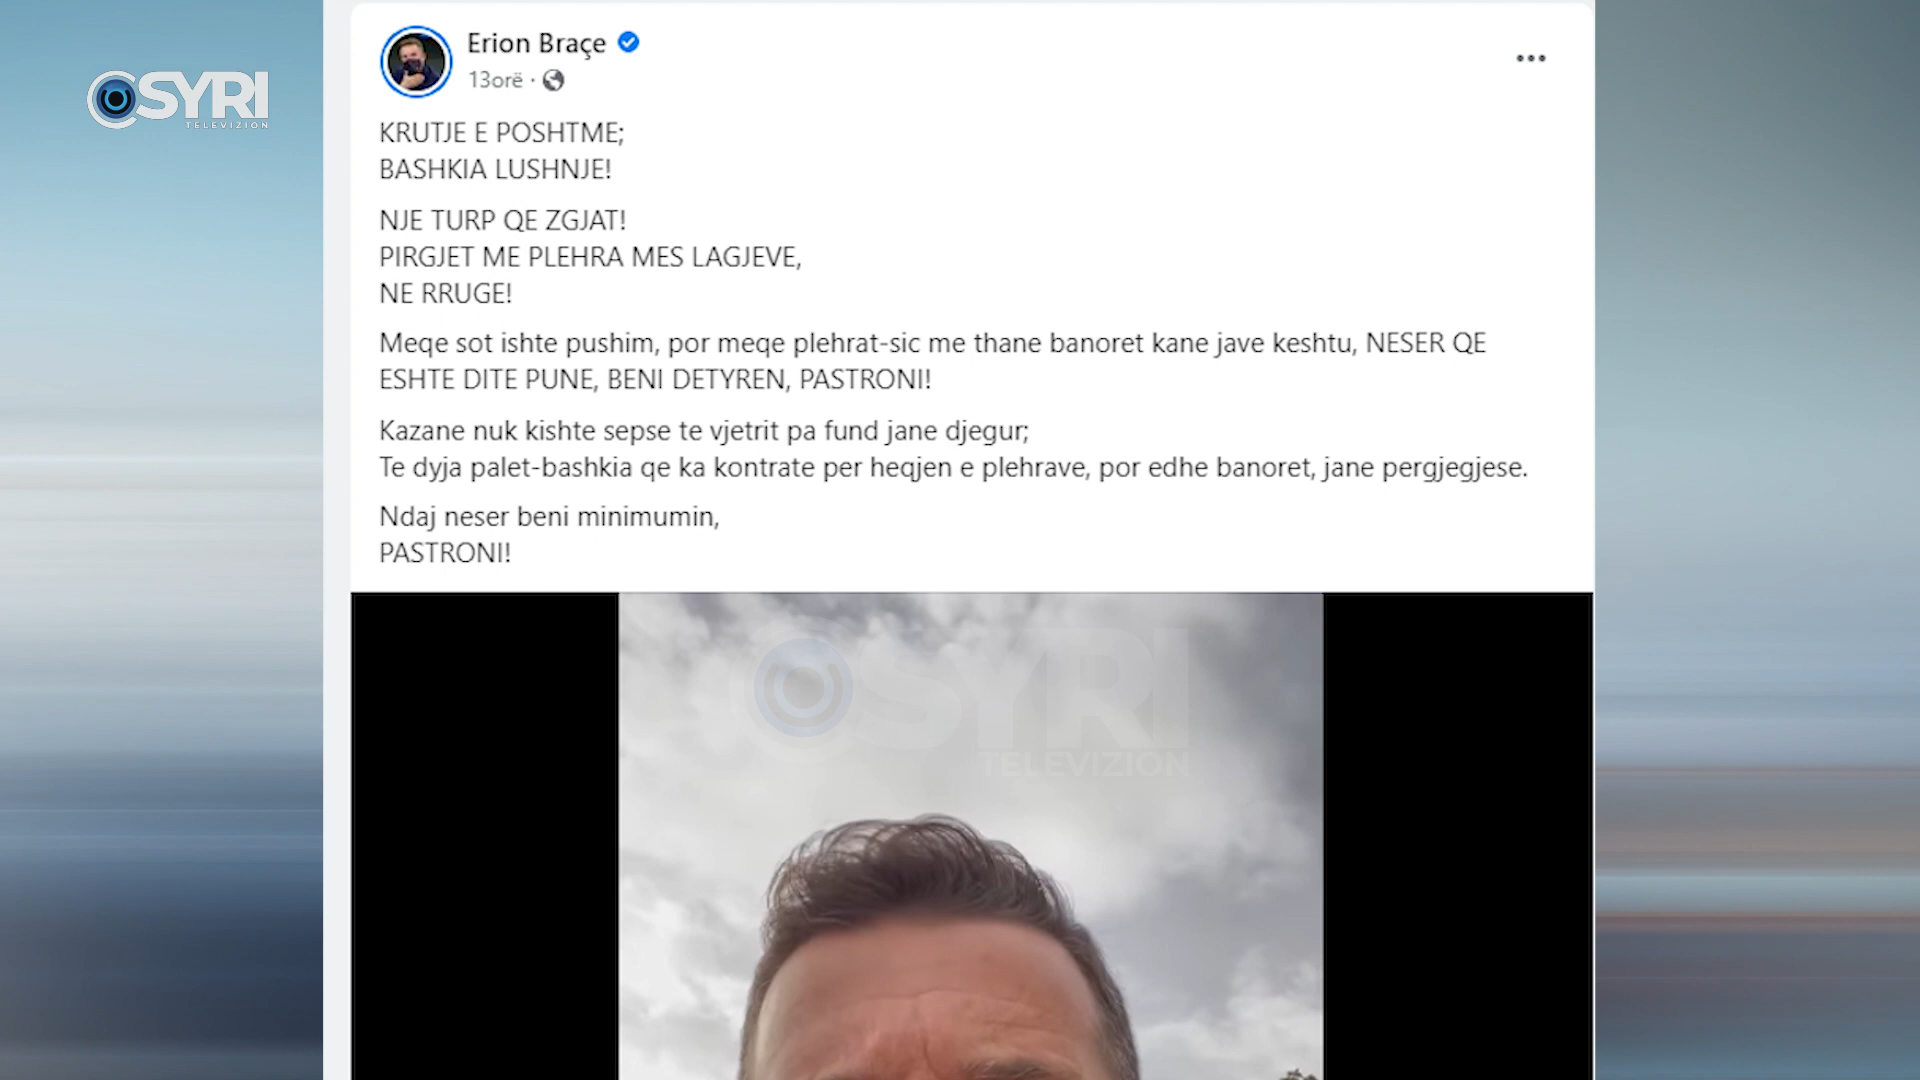 SYRI
TELEVIZION
Erion Braçe
13orë ·
KRUTJE E POSHTME;
BASHKIA LUSHNJE!
NJE TURP QE ZGJAT!
PIRGJET ME PLEHRA MES LAGJEVE,
NE RRUGE!
Meqe sot ishte pushim, por meqe plehrat-sic me thane banoret kane jave keshtu, NESER QE
ESHTE DITE PUNE, BENI DETYREN, PASTRONI!
Kazane nuk kishte sepse te vjetrit pa fund jane djegur;
Te dyja palet-bashkia qe ka kontrate per heqjen e plehrave, por edhe banoret, jane pergjegjese.
Ndaj neser beni minimumin,
PASTRONI!
SYRI
TELEVIZION